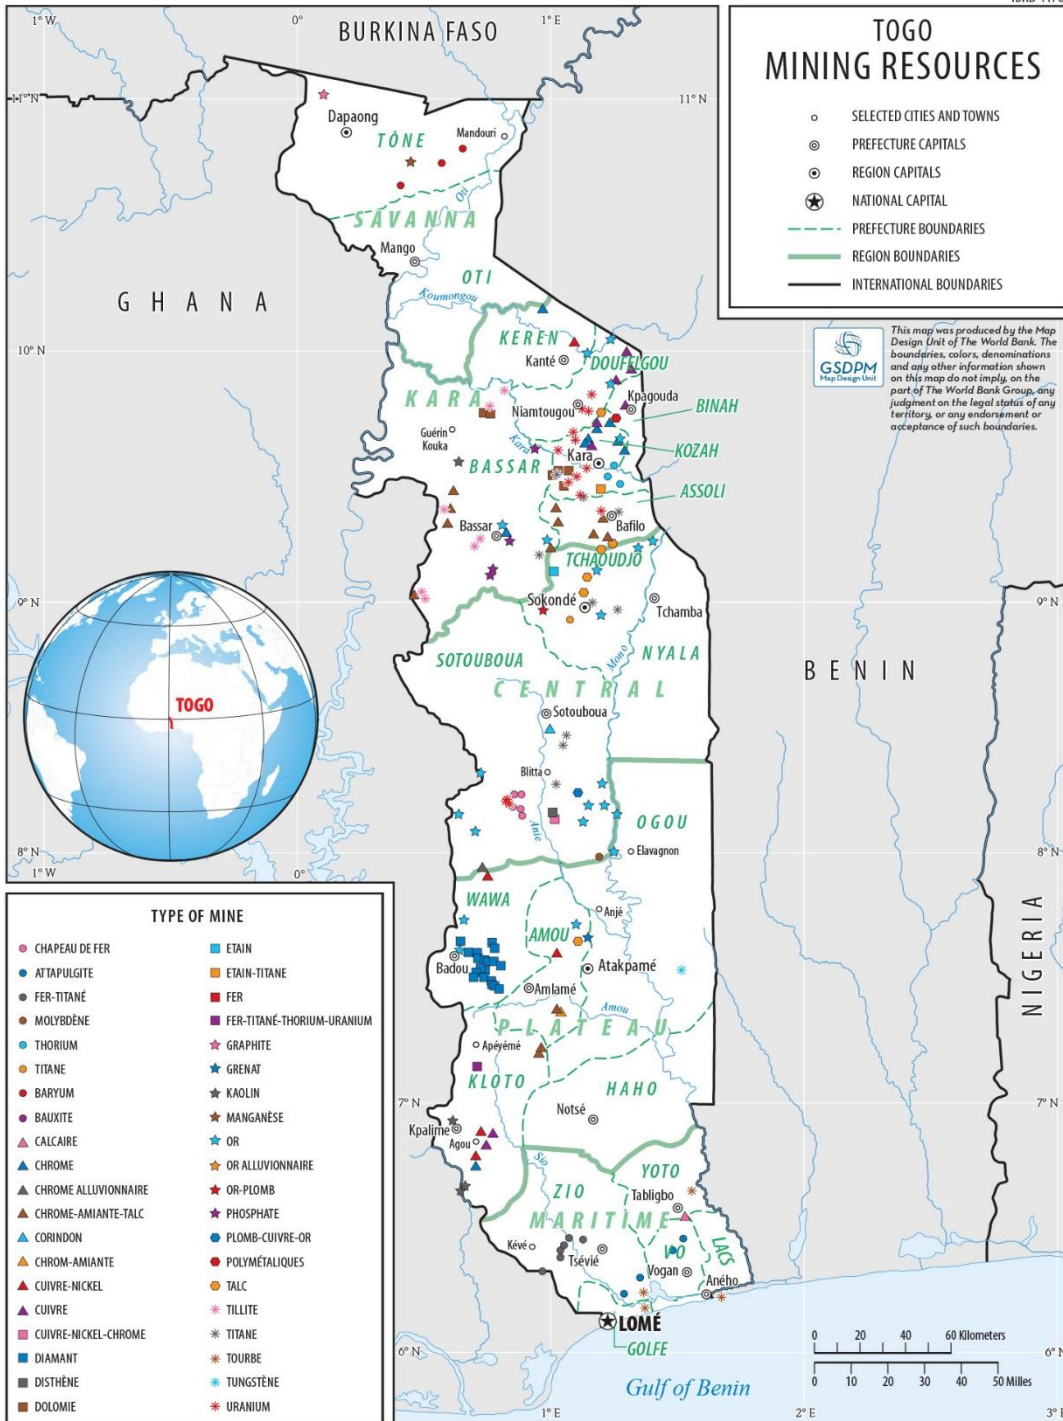 1° W
0°
1° E
BURKINA FASO
TOGO
MINING RESOURCES
SELECTED CITIES AND TOWNS
PREFECTURE CAPITALS
REGION CAPITALS
NATIONAL CAPITAL
PREFECTURE BOUNDARIES
REGION BOUNDARIES
INTERNATIONAL BOUNDARIES
11° N
11° N
Dapaong
Mandouri
TÔNE
Oti
SAVANNA
Mango
OTI
Koumongou
GHANA
GSDPM
Map Design Unit
This map was produced by the Map
Design Unit of The World Bank. The
boundaries, colors, denominations
and any other information shown
on this map do not imply, on the
part of The World Bank Group, any
judgment on the legal status of any
territory, or any endorsement or
acceptance of such boundaries.
10° N
KEREN
Kanté
DOUFELGOU
KARA
Niamtougou
Kpagouda
BINAH
Guérin
Kouka
Kara
Kara
KOZAH
BASSAR
ASSOLI
Bassar
Bafilo
TCHAOUDJO
9° N
9° N
Sokondé
Tchamba
SOTOUBOUA
Mono
NYALA
BENIN
CENTRAL
TOGO
Sotouboua
Blitta
Anie
OGOU
Elavagnon
8° N
8° N
1° W
0°
WAWA
Anjé
AMOU
Badou
Atakpamé
Amlamé
Amou
PLATEAU
NIGERIA
Apéyémé
KLOTO
HAHO
7° N
7° N
Notsé
Kpalime
Agou
Sio
YOTO
ZIO
Tabligbo
MARITIME
Kévé
Tsévié
VO
LACS
Vogan
Aného
LOMÉ
GOLFE
6° N
6° N
Gulf of Benin
0 20 40 60 Kilometers
0 10 20 30 40 50 Milles
1° E
2° E
3° E
TYPE OF MINE
CHAPEAU DE FER
ATTAPULGITE
FER-TITANÉ
MOLYBDÈNE
THORIUM
TITANE
BARYUM
BAUXITE
CALCAIRE
CHROME
CHROME ALLUVIONNAIRE
CHROME-AMIANTE-TALC
CORINDON
CHROM-AMIANTE
CUIVRE-NICKEL
CUIVRE
CUIVRE-NICKEL-CHROME
DIAMANT
DISTHÈNE
DOLOMIE
ETAIN
ETAIN-TITANE
FER
FER-TITANÉ-THORIUM-URANIUM
GRAPHITE
GRENAT
KAOLIN
MANGANÈSE
OR
OR ALLUVIONNAIRE
OR-PLOMB
PHOSPHATE
PLOMB-CUIVRE-OR
POLYMÉTALIQUES
TALC
TILLITE
TITANE
TOURBE
TUNGSTÈNE
URANIUM